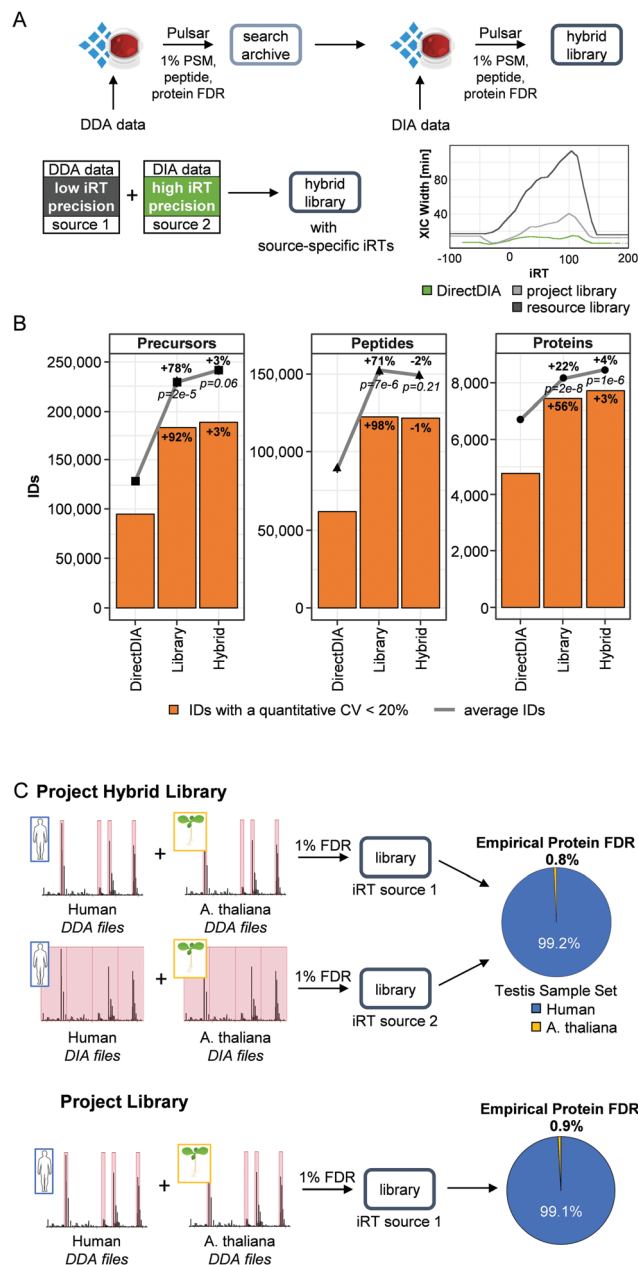 A
Pulsar
1% PSM,
peptide,
protein FDR
search
archive
Pulsar
1% PSM,
peptide,
protein FDR
hybrid
library
DDA data
DIA data
DDA data
low iRT
precision
source 1
+
DIA data
high iRT
precision
source 2
hybrid
library
with
source-specific iRTs
XIC Width [min]
80
40
-100
0
100
200
iRT
DirectDIA
project library
resource library
B
Precursors
Peptides
Proteins
IDs
250,000
200,000
150,000
100,000
50,000
0
+78%
p=2e-5
+92%
+3%
p=0.06
+3%
DirectDIA
Library
Hybrid
150,000
100,000
50,000
0
+71%
p=7e-6
+98%
-2%
p=0.21
-1%
DirectDIA
Library
Hybrid
8,000
6,000
4,000
2,000
0
+22%
p=2e-8
+56%
+4%
p=1e-6
+3%
DirectDIA
Library
Hybrid
IDs with a quantitative CV < 20%
average IDs
C
Project Hybrid Library
+
Human
DDA files
A. thaliana
DDA files
1% FDR
library
iRT source 1
+
Human
DIA files
A. thaliana
DIA files
1% FDR
library
iRT source 2
Empirical Protein FDR
0.8%
99.2%
Testis Sample Set
Human
A. thaliana
Project Library
+
Human
DDA files
A. thaliana
DDA files
1% FDR
library
iRT source 1
Empirical Protein FDR
0.9%
99.1%